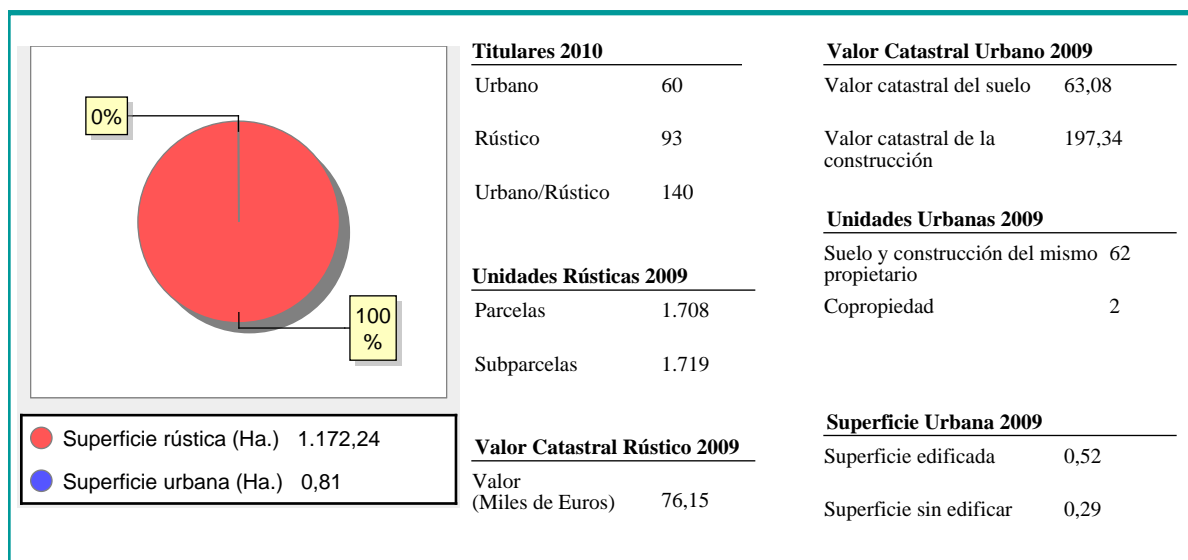 0%
100
%
Superficie rústica (Ha.) 1.172,24
Superficie urbana (Ha.) 0,81
Titulares 2010
Urbano 60
Rústico 93
Urbano/Rústico 140
Unidades Rústicas 2009
Parcelas 1.708
Subparcelas 1.719
Valor Catastral Rústico 2009
Valor
(Miles de Euros) 76,15
Valor Catastral Urbano 2009
Valor catastral del suelo 63,08
Valor catastral de la 197,34
construcción
Unidades Urbanas 2009
Suelo y construcción del mismo 62
propietario
Copropiedad 2
Superficie Urbana 2009
Superficie edificada 0,52
Superficie sin edificar 0,29